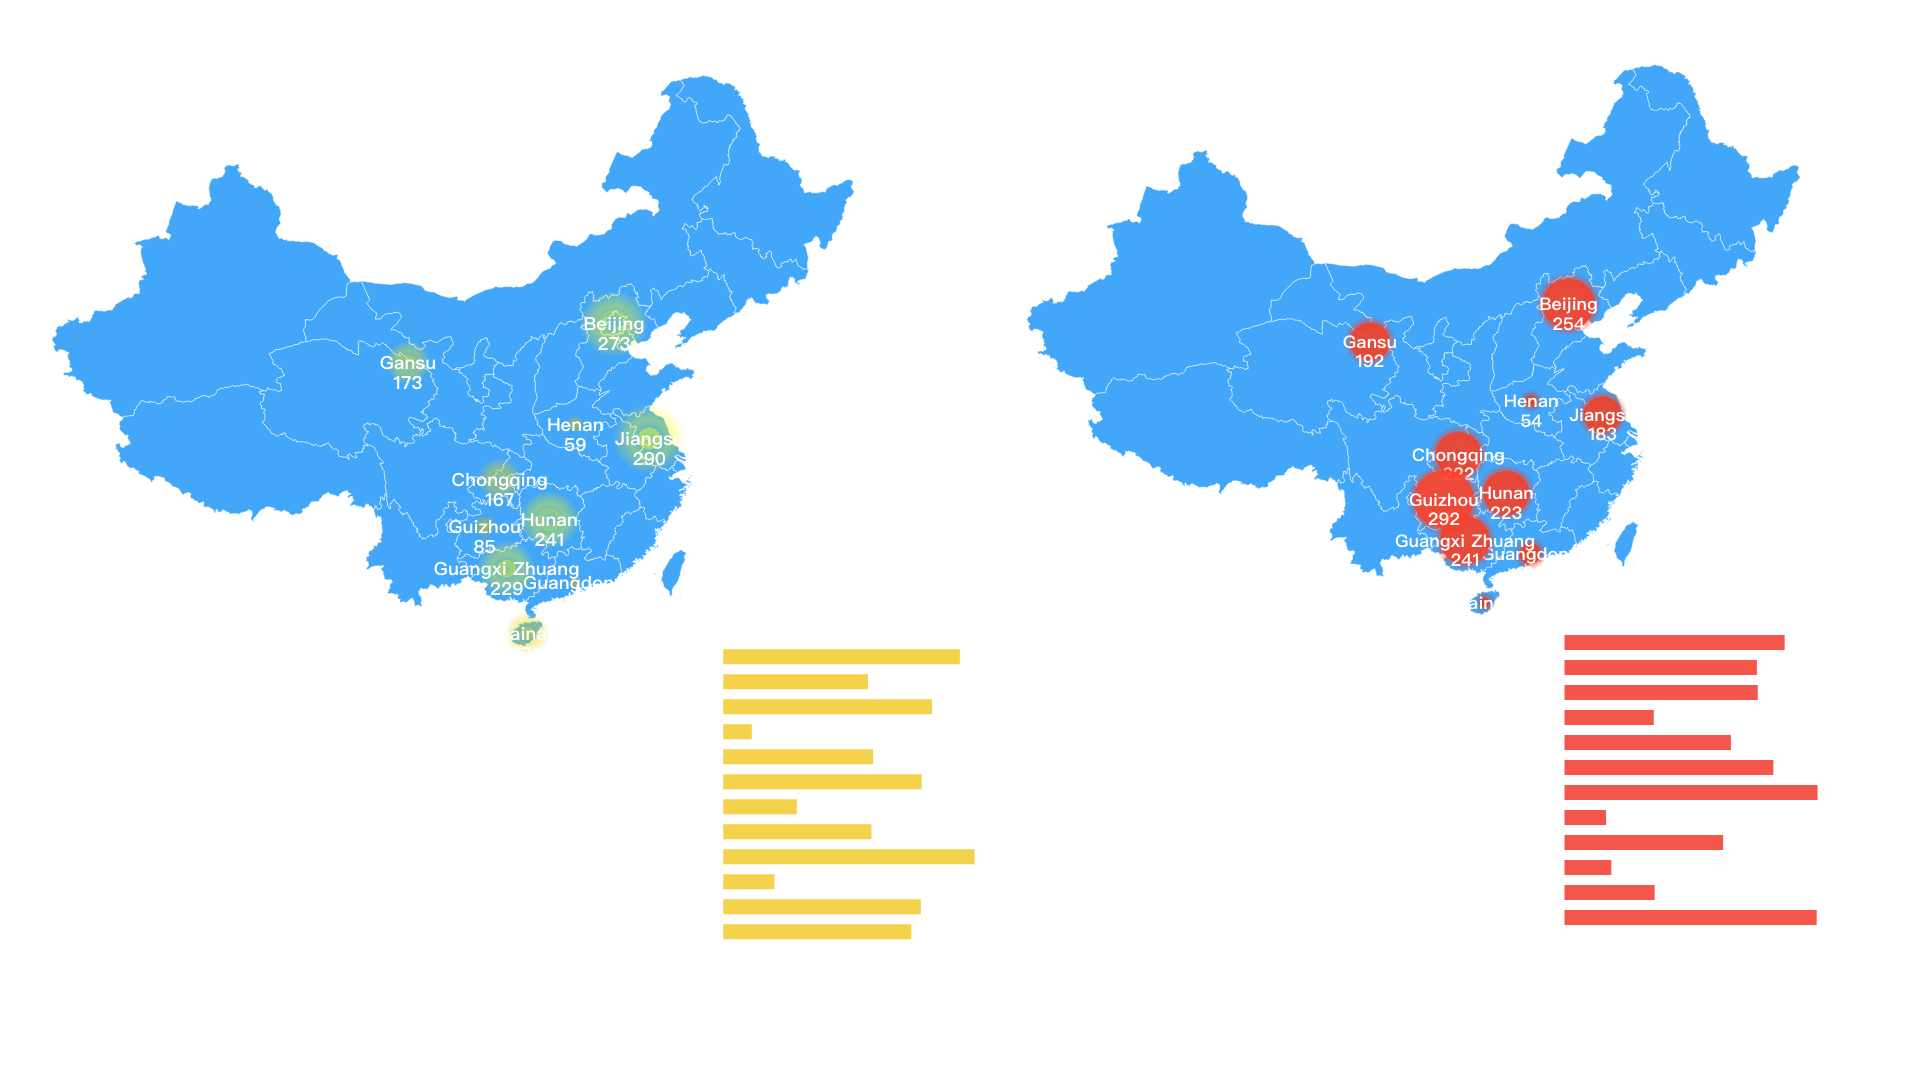 Beijing
273
Gansu
173
Henan
59
Jiangsu
290
Chongqing
167
Hunan
241
Guizhou
85
Guangxi Zhuang
229
Guangdon
aina
Beijing
254
Gansu
192
Henan
54
Jiangs
183
Chongqing
222
Hunan
223
Guizhou
292
Guangxi Zhuang
241
Guangdon
ain